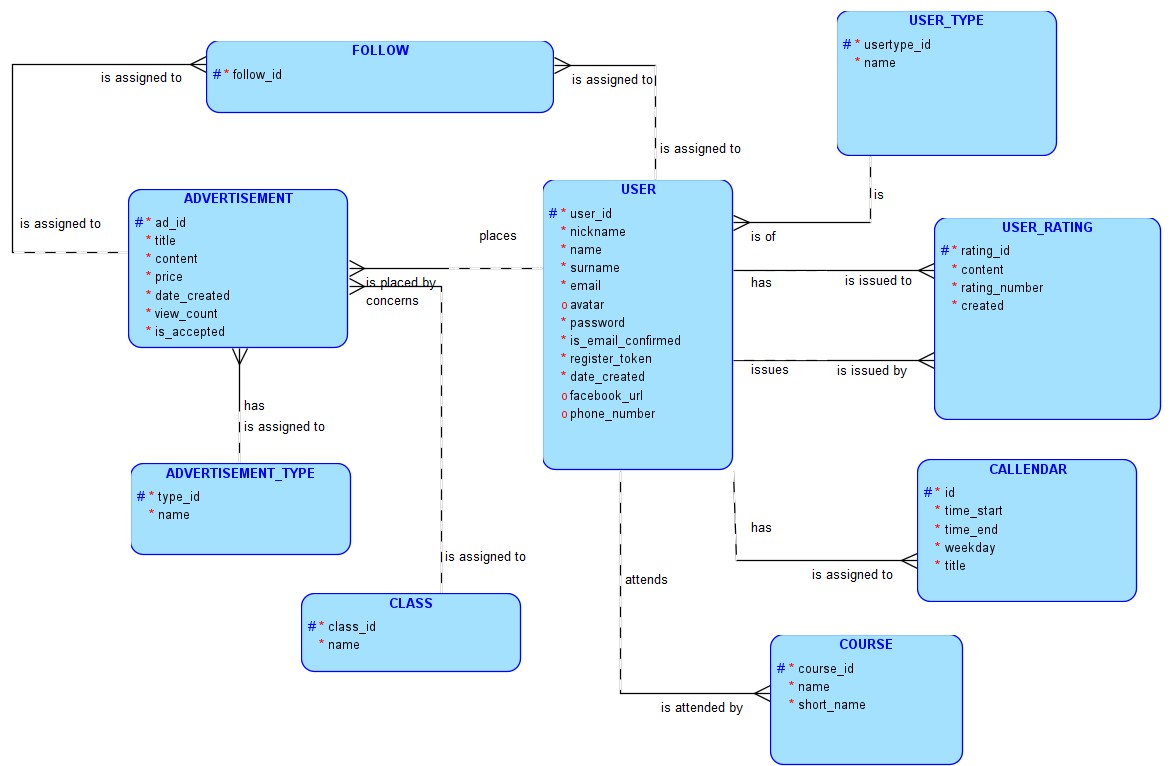 FOLLOW
# * follow_id
is assigned to
is assigned to
is assigned to
is assigned to
USER_TYPE
# * usertype_id
* name
is
is of
ADVERTISEMENT
# * ad_id
* title
* content
* price
* date_created
* view_count
* is_accepted
places
is placed by
concerns
USER
# * user_id
* nickname
* name
* surname
* email
o avatar
* password
* is_email_confirmed
* register_token
* date_created
o facebook_url
o phone_number
USER_RATING
# * rating_id
* content
* rating_number
* created
has
is issued to
issues
is issued by
has
is assigned to
ADVERTISEMENT_TYPE
# * type_id
* name
is assigned to
CLASS
# * class_id
* name
CALLENDAR
# * id
* time_start
* time_end
* weekday
* title
has
is assigned to
attends
is attended by
COURSE
# * course_id
* name
* short_name